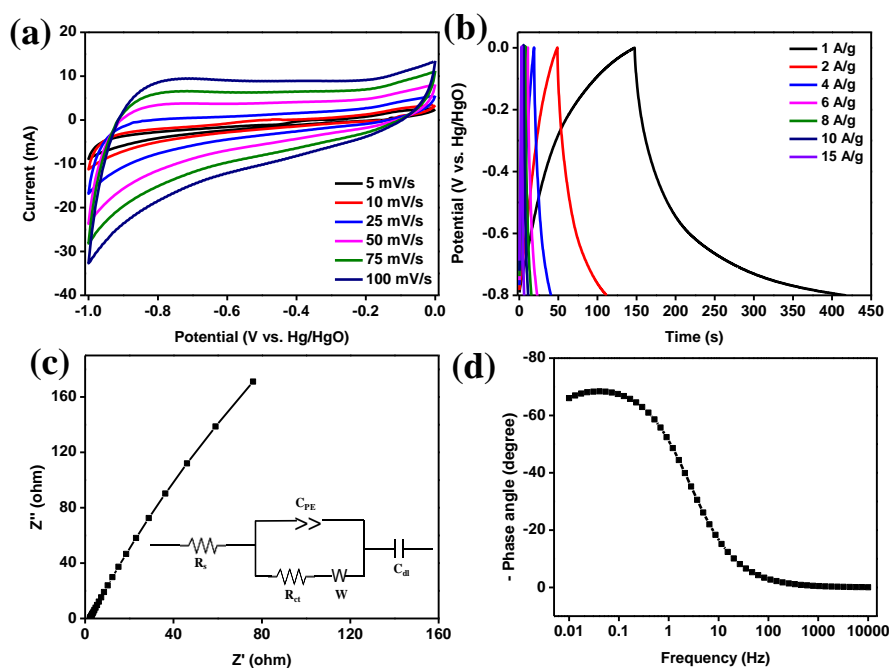 (a)
20
10
0
-10
-20
-30
-40
Current (mA)
5 mV/s
10 mV/s
25 mV/s
50 mV/s
75 mV/s
100 mV/s
-1.0 -0.8 -0.6 -0.4 -0.2 0.0
Potential (V vs. Hg/HgO)
(b)
0.0
-0.2
-0.4
-0.6
-0.8
Potential (V vs. Hg/HgO)
1 A/g
2 A/g
4 A/g
6 A/g
8 A/g
10 A/g
15 A/g
0 50 100 150 200 250 300 350 400 450
Time (s)
(c)
160
120
80
40
0
Z'' (ohm)
CPE
Rs
Rct
W
Cdl
0 40 80 120 160
Z' (ohm)
(d)
-80
-60
-40
-20
0
- Phase angle (degree)
0.01 0.1 1 10 100 1000 10000
Frequency (Hz)